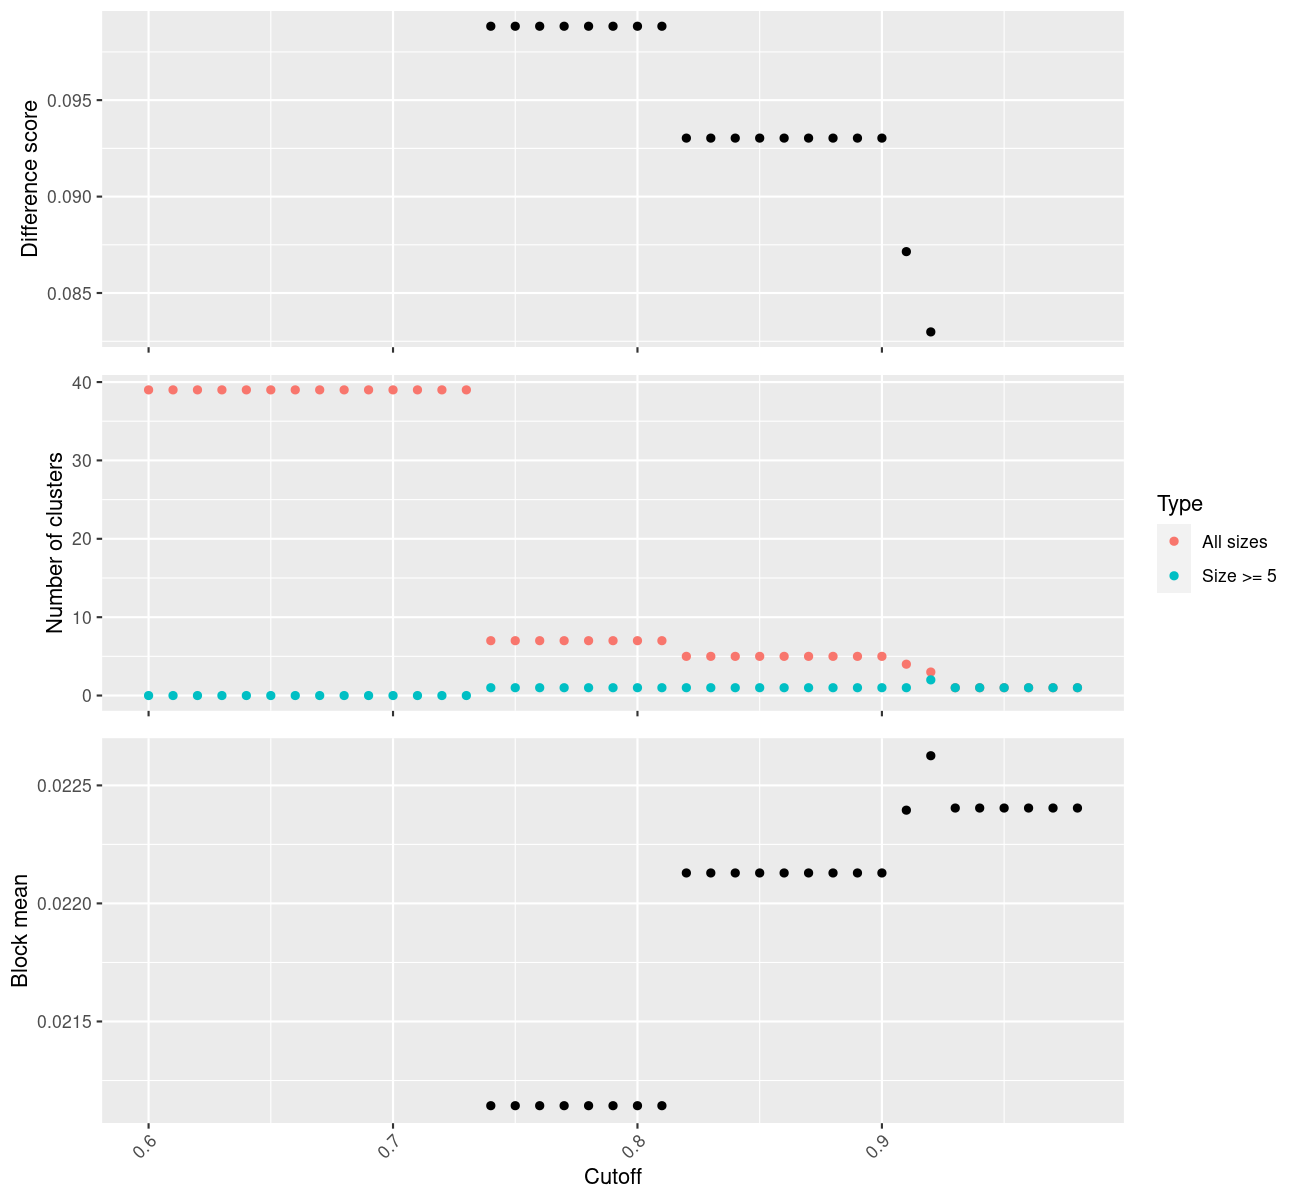 Difference score
0.095
0.090
0.085
Number of clusters
40
30
20
10
0
Type
All sizes
Size >= 5
Block mean
0.0225
0.0220
0.0215
0.6
0.7
0.8
0.9
Cutoff